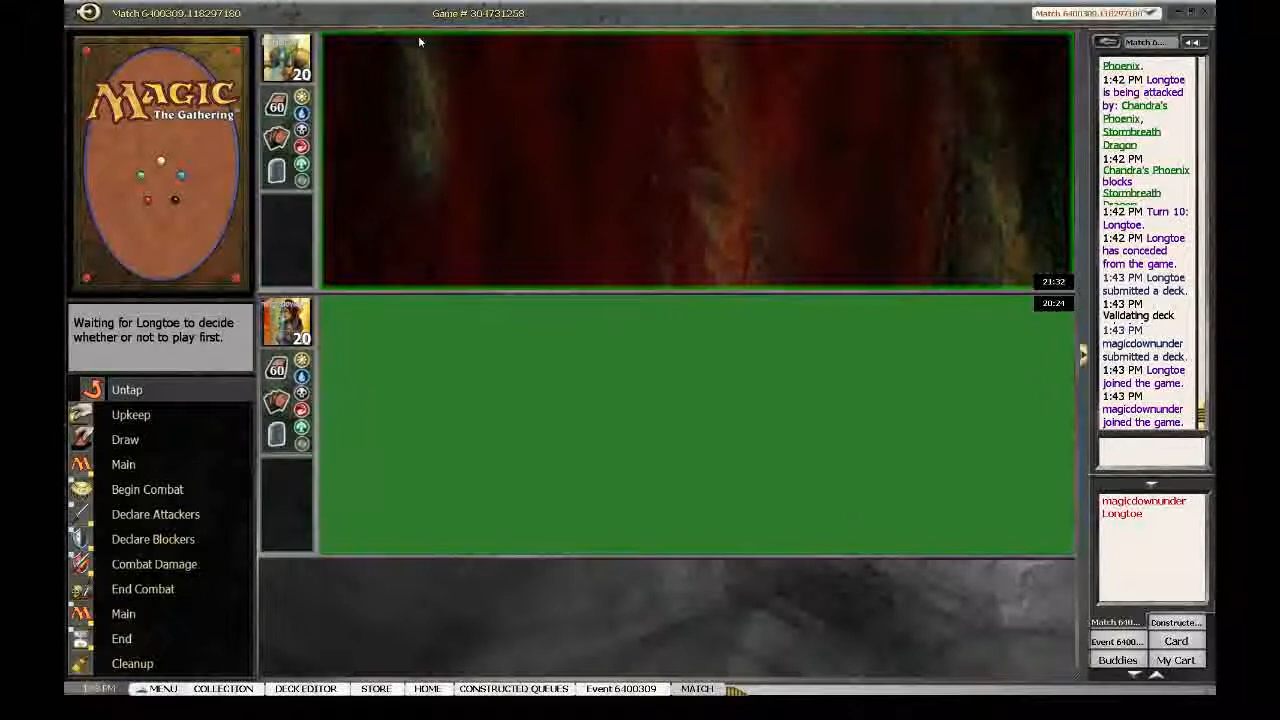 Match 6400309.118297180
Game # 304731258
Match 6400309.118297180
MAGIC
The Gathering
20
60
21:32
20:24
20
60
Waiting for Longtoe to decide
whether or not to play first.
Untap
Upkeep
Draw
Main
Begin Combat
Declare Attackers
Declare Blockers
Combat Damage
End Combat
Main
End
Cleanup
Match 6...
Phoenix.
1:42 PM Longtoe
is being attacked
by: Chandra's
Phoenix,
Stormbreath
Dragon
1:42 PM
Chandra's Phoenix
blocks
Stormbreath
Dragon
1:42 PM Turn 10:
Longtoe.
1:42 PM Longtoe
has conceded
from the game.
1:43 PM Longtoe
submitted a deck.
1:43 PM
Validating deck
1:43 PM
magicdownunder
submitted a deck.
1:43 PM Longtoe
joined the game.
1:43 PM
magicdownunder
joined the game.
magicdownunder
Longtoe
Match 640...
Constructe...
Event 6400...
Card
Buddies
My Cart
MENU
COLLECTION
DECK EDITOR
STORE
HOME
CONSTRUCTED QUEUES
Event 6400309
MATCH